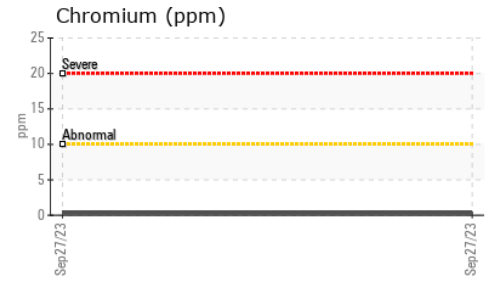 Chromium (ppm)
25
Severe
20
15
ppm
Abnormal
10
5
0
Sep27/23
Sep27/23